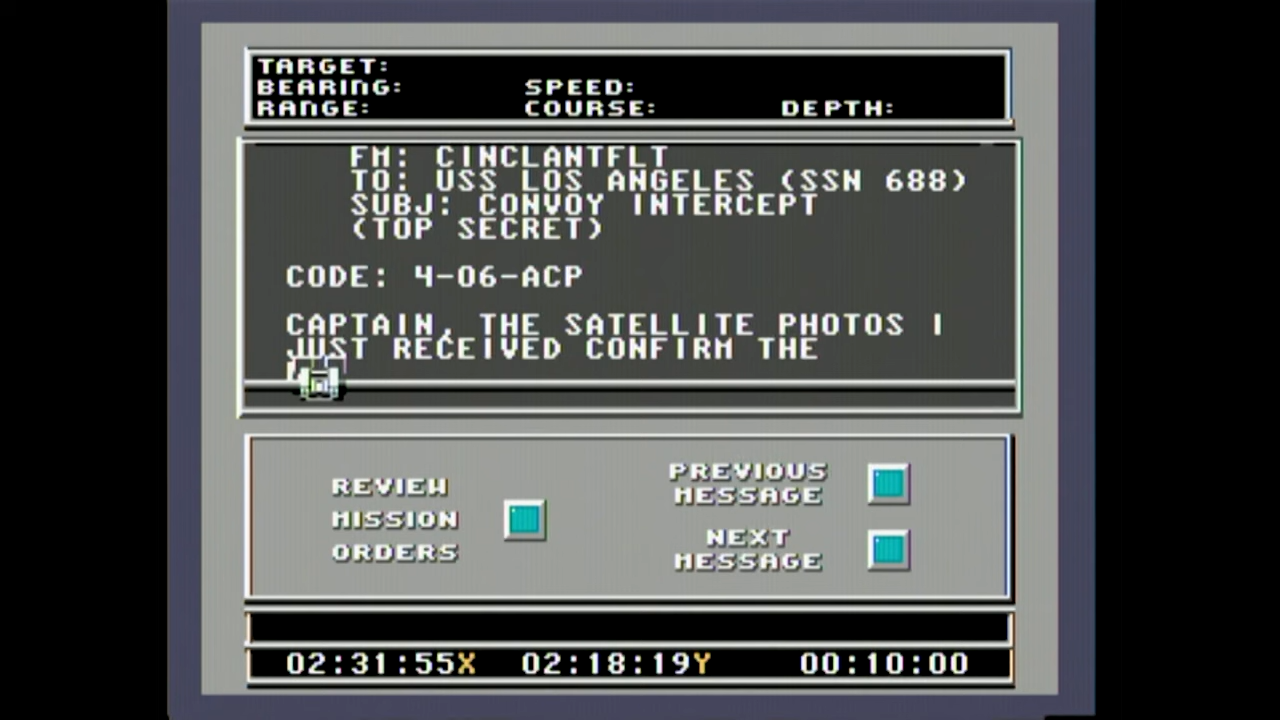 TARGET:
BEARING: SPEED:
RANGE: COURSE: DEPTH:
FM: CINCLANTFLT
TO: USS LOS ANGELES (SSN 688)
SUBJ: CONVOY INTERCEPT
(TOP SECRET)
CODE: 4-06-ACP
CAPTAIN, THE SATELLITE PHOTOS I
JUST RECEIVED CONFIRM THE
REVIEW
MISSION
ORDERS
PREVIOUS
MESSAGE
NEXT
MESSAGE
02:31:55X 02:18:19Y 00:10:00